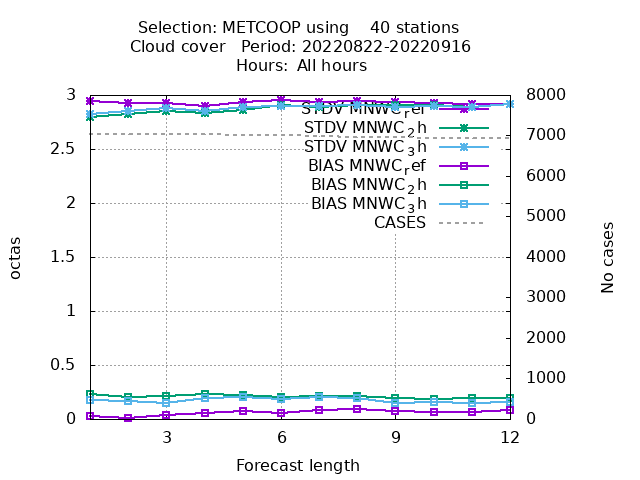 Selection: METCOOP using    40 stations
Cloud cover   Period: 20220822-20220916
Hours:  All hours
3
2.5
2
1.5
1
0.5
0
8000
7000
6000
5000
4000
3000
2000
1000
0
STDV MNWC_ref
STDV MNWC_2h
STDV MNWC_3h
BIAS MNWC_ref
BIAS MNWC_2h
BIAS MNWC_3h
CASES
octas
No cases
3 6 9 12
Forecast length